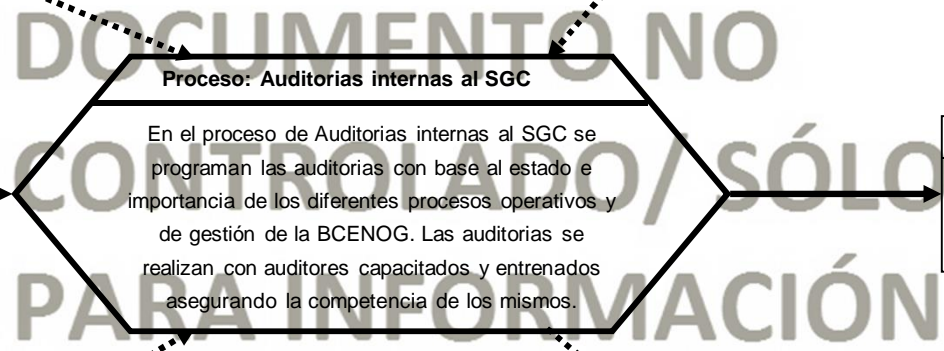 DOCUMENTO NO
Proceso: Auditorias internas al SGC
En el proceso de Auditorias internas al SGC se
programan las auditorias con base al estado e
CONTROLADO/ SÓLO
importancia de los diferentes procesos operativos y
de gestión de la BCENOG. Las auditorias se
realizan con auditores capacitados y entrenados
PARA INFORMACIÓN
asegurando la competencia de los mismos.